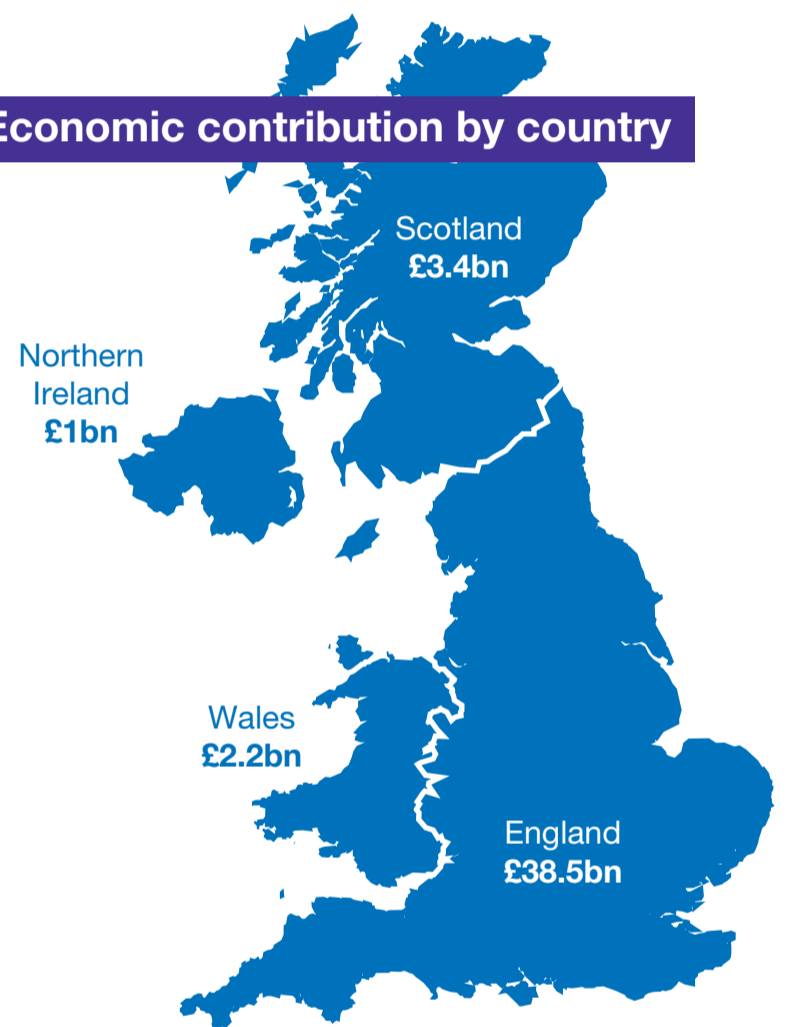 Economic contribution by country
Scotland
£3.4bn
Northern
Ireland
£1bn
Wales
£2.2bn
England
£38.5bn